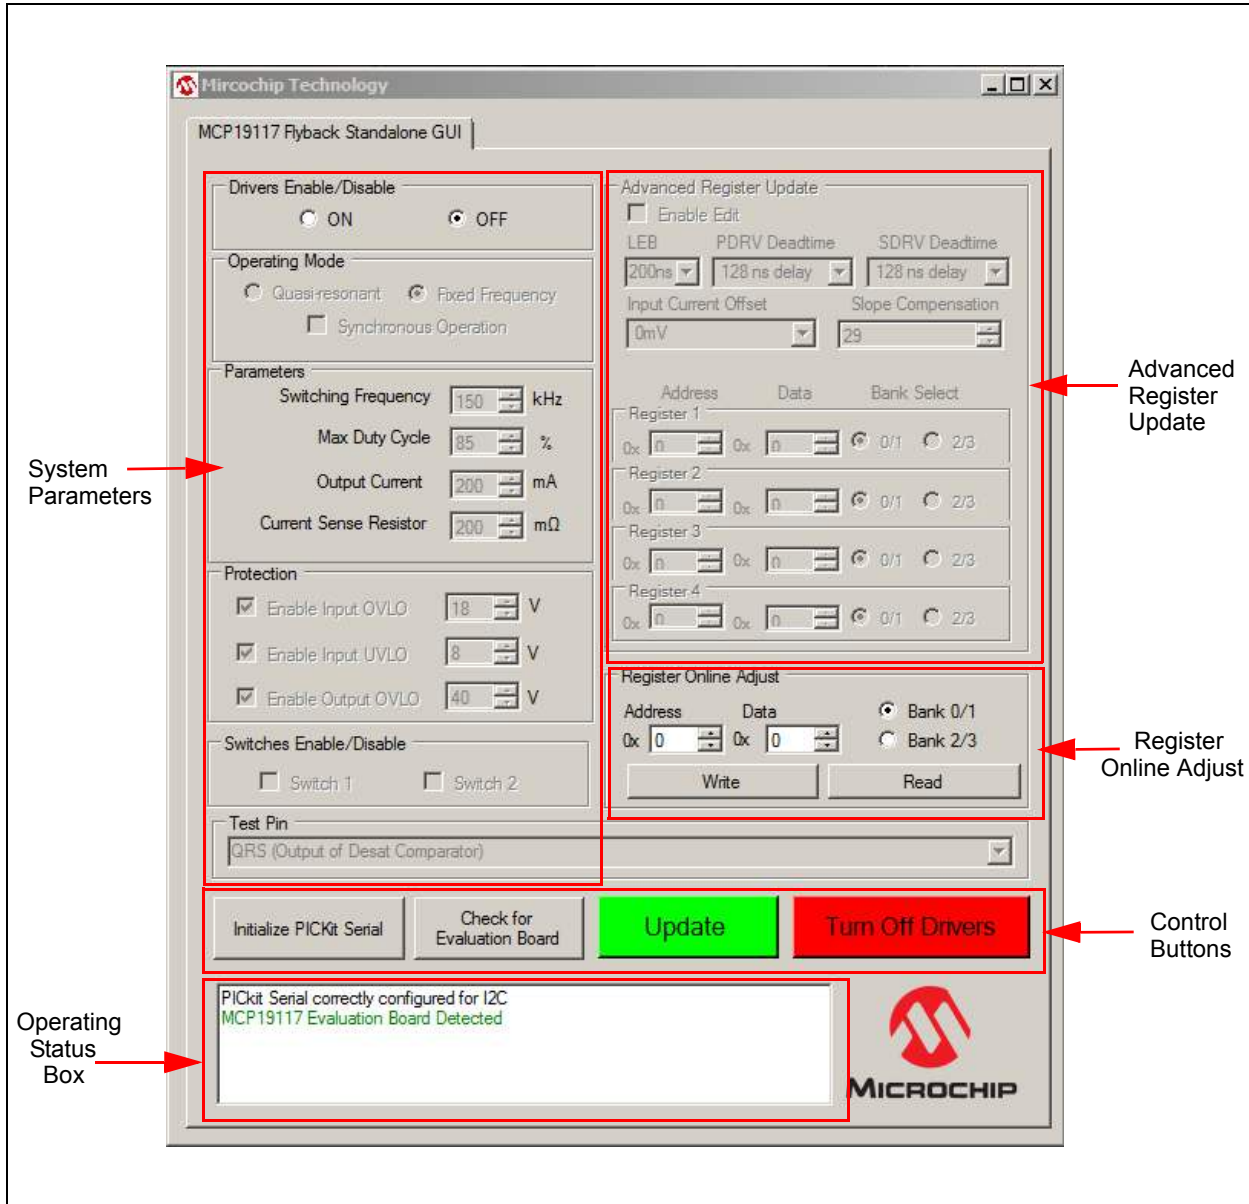 Mircochip Technology
MCP19117 Flyback Standalone GUI
Drivers Enable/Disable
ON OFF
Operating Mode
Quasi-resonant Fixed Frequency
Synchronous Operation
Parameters
Switching Frequency 150 kHz
Max Duty Cycle 85 %
Output Current 200 mA
Current Sense Resistor 200 mΩ
Protection
Enable Input OVLO 18 V
Enable Input UVLO 8 V
Enable Output OVLO 40 V
Switches Enable/Disable
Switch 1 Switch 2
Test Pin
QRS (Output of Desat Comparator)
Advanced Register Update
Enable Edit
LEB PDRV Deadtime SDRV Deadtime
200ns 128 ns delay 128 ns delay
Input Current Offset Slope Compensation
0mV 29
Address Data Bank Select
Register 1
0x 0 0x 0 0/1 2/3
Register 2
0x 0 0x 0 0/1 2/3
Register 3
0x 0 0x 0 0/1 2/3
Register 4
0x 0 0x 0 0/1 2/3
Register Online Adjust
Address Data Bank 0/1
0x 0 0x 0 Bank 2/3
Write Read
Initialize PICKit Serial
Check for
Evaluation Board
Update
Turn Off Drivers
PICkit Serial correctly configured for I2C
MCP19117 Evaluation Board Detected
MICROCHIP
System
Parameters
Advanced
Register
Update
Register
Online Adjust
Control
Buttons
Operating
Status
Box